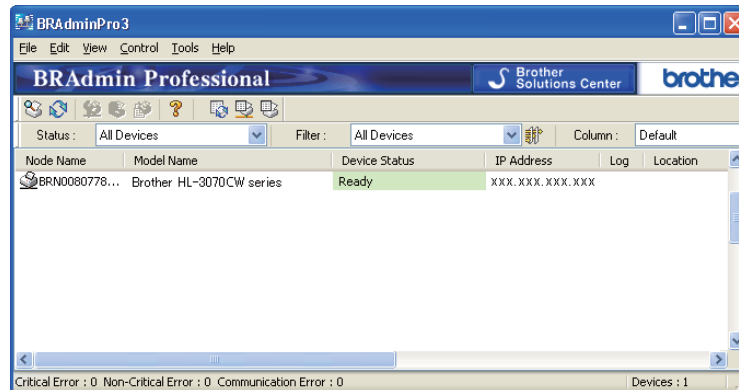 BRAdminPro3
File Edit View Control Tools Help
BRAdmin Professional Brother Solutions Center brothe
Status : All Devices Filter : All Devices Column : Default
Node Name Model Name Device Status IP Address Log Location
BRN0080778... Brother HL-3070CW series Ready XXX.XXX.XXX.XXX
Critical Error : 0 Non-Critical Error : 0 Communication Error : 0 Devices : 1